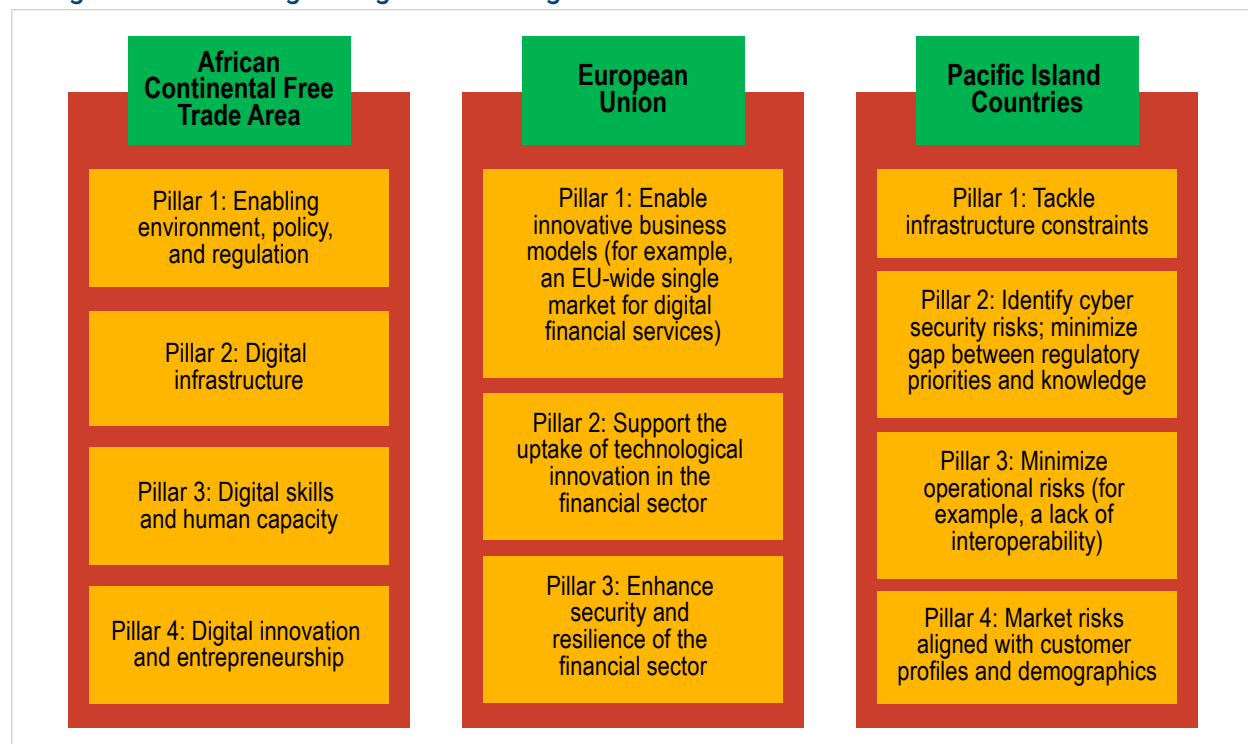 African
Continental Free
Trade Area
Pillar 1: Enabling
environment, policy,
and regulation
Pillar 2: Digital
infrastructure
Pillar 3: Digital skills
and human capacity
Pillar 4: Digital innovation
and entrepreneurship
European
Union
Pillar 1: Enable
innovative business
models (for example,
an EU-wide single
market for digital
financial services)
Pillar 2: Support the
uptake of technological
innovation in the
financial sector
Pillar 3: Enhance
security and
resilience of the
financial sector
Pacific Island
Countries
Pillar 1: Tackle
infrastructure constraints
Pillar 2: Identify cyber
security risks; minimize
gap between regulatory
priorities and knowledge
Pillar 3: Minimize
operational risks (for
example, a lack of
interoperability)
Pillar 4: Market risks
aligned with customer
profiles and demographics